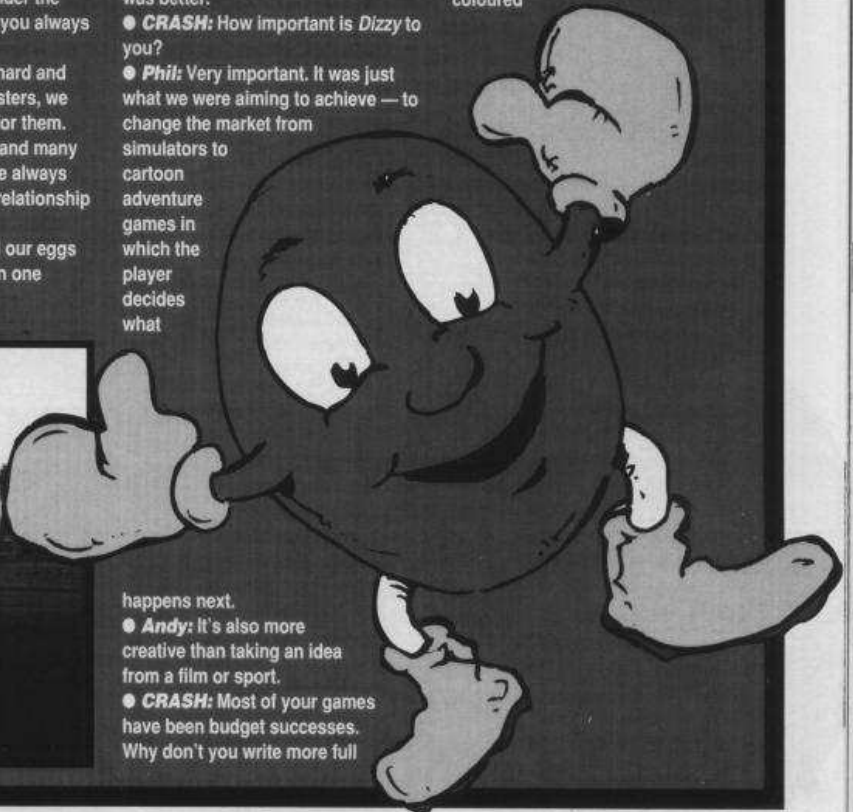 you always
hard and
sters, we
or them.
and many
e always
relationship
our eggs
n one
was better.
● CRASH: How important is Dizzy to
you?
● Phil: Very important. It was just
what we were aiming to achieve — to
change the market from
simulators to
cartoon
adventure
games in
which the
player
decides
what
happens next.
● Andy: It's also more
creative than taking an idea
from a film or sport.
● CRASH: Most of your games
have been budget successes.
Why don't you write more full
coloured